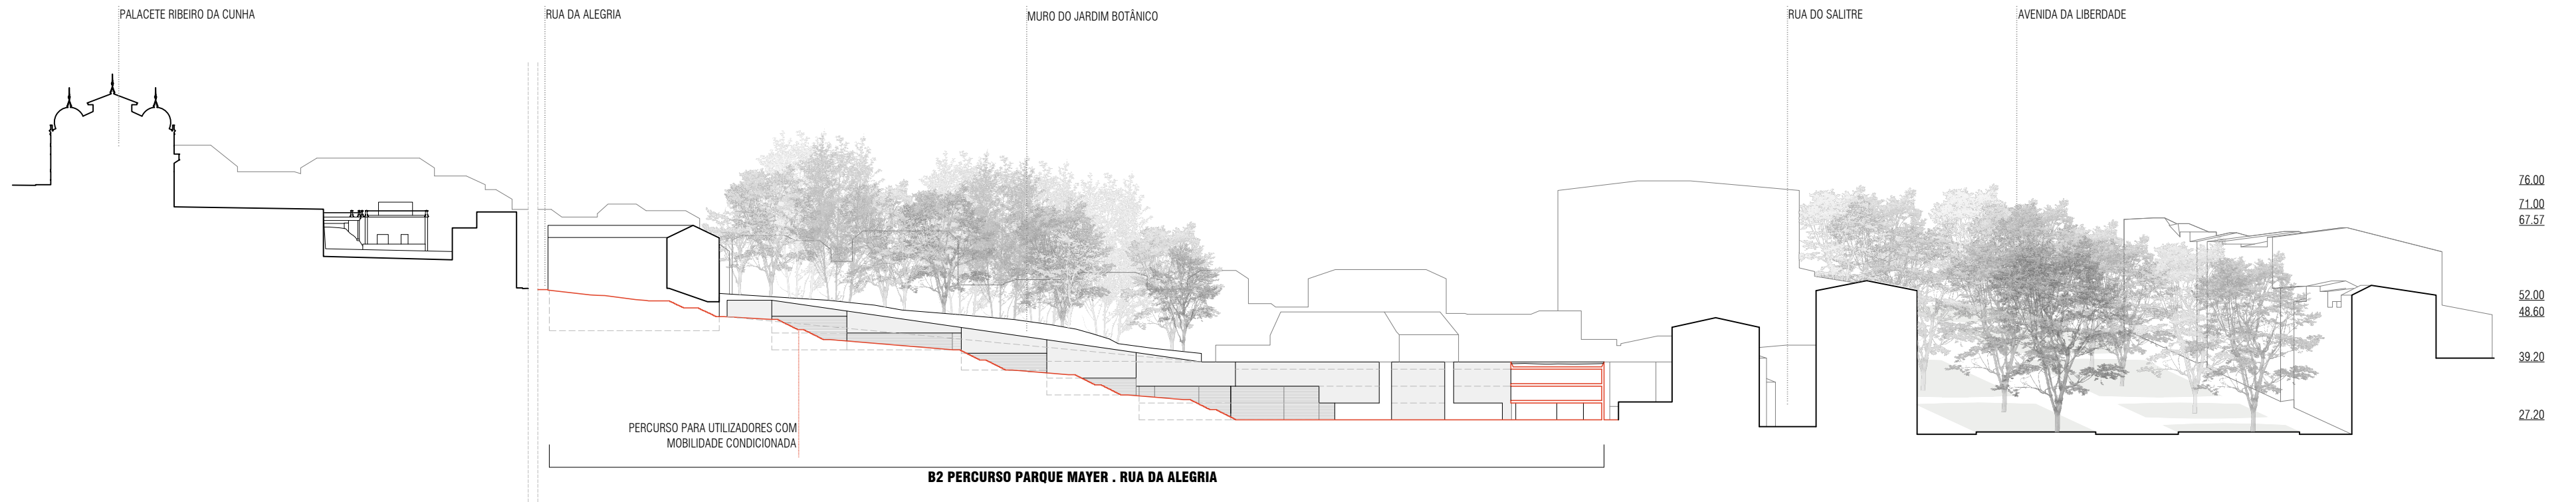 PALACETE RIBEIRO DA CUNHA
RUA DA ALEGRIA
MURO DO JARDIM BOTÂNICO
RUA DO SALITRE
AVENIDA DA LIBERDADE
76.00
71.00
67.57
52.00
48.60
39.20
27.20
PERCURSO PARA UTILIZADORES COM
MOBILIDADE CONDICIONADA
B2 PERCURSO PARQUE MAYER . RUA DA ALEGRIA